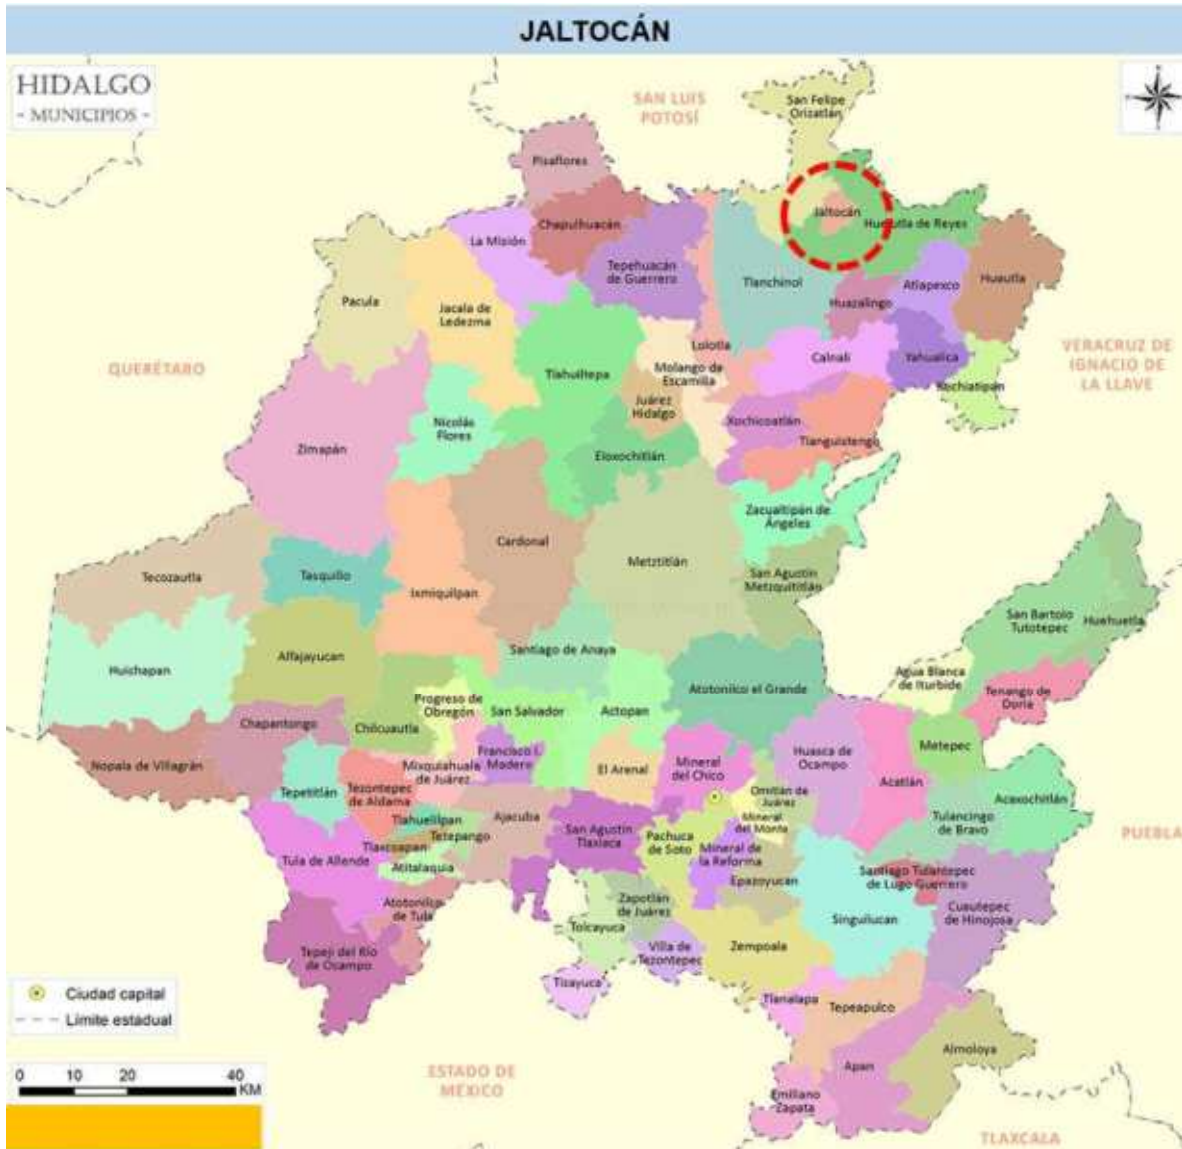 JALTOCÁN
HIDALGO
- MUNICIPIOS -
SAN LUIS
POTOSÍ
San Felipe
Orizatlán
Pisaflores
Chapulhuacán
La Misión
Jaltocán
Huejutla de Reyes
Tepehuacán
de Guerrero
Tlanchinol
Atlapexco
Huautla
Huazalingo
Pacula
Jacala de
Ledezma
Lolotla
Calnali
Yahualica
Xochiatipan
QUERÉTARO
VERACRUZ DE
IGNACIO DE
LA LLAVE
Tlahuiltepa
Molango de
Escamilla
Juárez
Hidalgo
Nicolás
Flores
Xochicoatlán
Tianguistengo
Zimapán
Eloxochitlán
Zacualtipán de
Ángeles
Cardonal
Metztitlán
San Agustín
Metzquititlán
Tecozautla
Tasquillo
Ixmiquilpan
San Bartolo
Tutotepec
Huehuetla
Huichapan
Alfajayucan
Santiago de Anaya
Agua Blanca
de Iturbide
Tenango de
Doria
Atotonilco el Grande
Progreso de
Obregón
San Salvador
Actopan
Chapantongo
Chilcuautla
Metepec
Nopala de Villagrán
Mixquiahuala
de Juárez
Francisco I.
Madero
El Arenal
Mineral
del Chico
Huasca de
Ocampo
Acatlán
Acaxochitlán
Tepetitlán
Tezontepec
de Aldama
Omitlán de
Juárez
Tlahuelilpan
Ajacuba
Mineral
del Monte
Tulancingo
de Bravo
Tetepango
San Agustín
Tlaxiaca
Pachuca
de Soto
Mineral de
la Reforma
PUEBLA
Tula de Allende
Tlaxcoapan
Atitalaquia
Epazoyucan
Santiago Tulantepec
de Lugo Guerrero
Atotonilco
de Tula
Zapotlán
de Juárez
Singuilucan
Cuautepec
de Hinojosa
Tolcayuca
Tepeji del Río
de Ocampo
Villa de
Tezontepec
Zempoala
Tizayuca
Tlanalapa
Tepeapulco
Ciudad capital
Límite estadual
0 10 20 40
KM
ESTADO DE
MÉXICO
Apan
Almoloya
Emiliano
Zapata
TLAXCALA